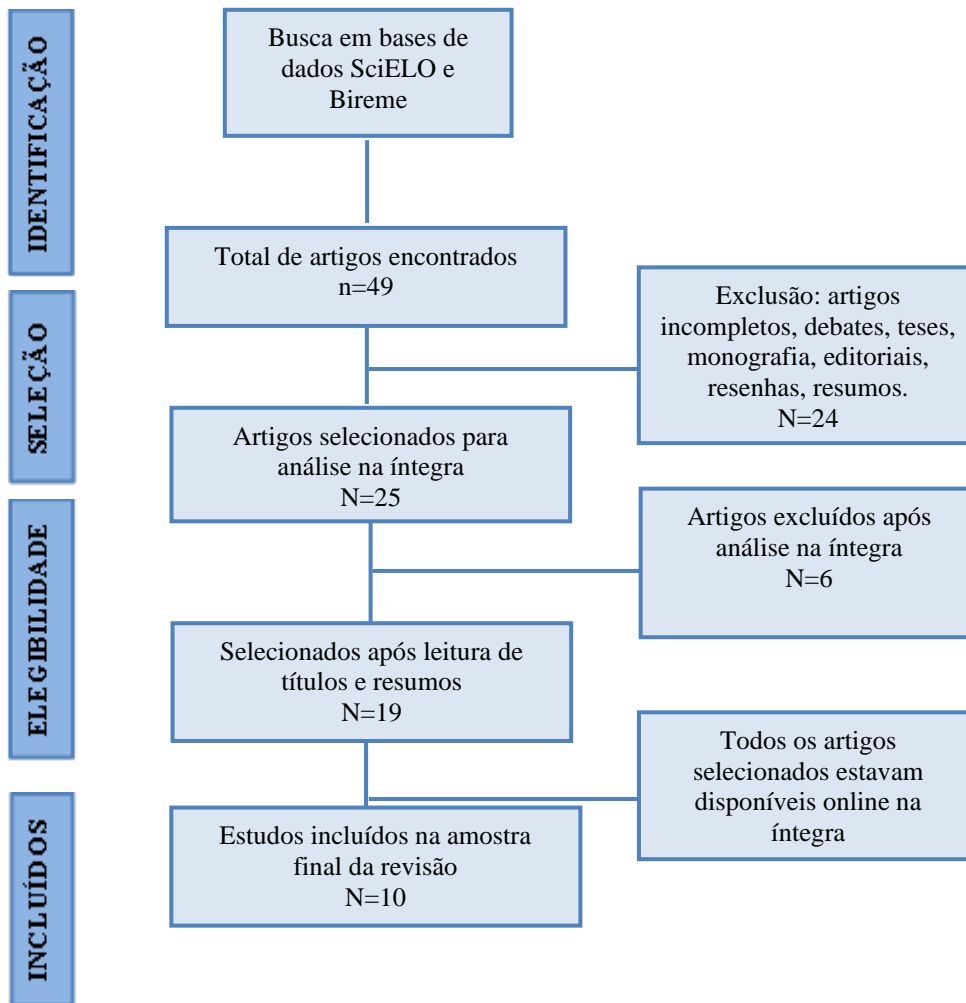 IDENTIFICAÇÃO
Busca em bases de
dados SciELO e
Bireme
Total de artigos encontrados
n=49
SELEÇÃO
Exclusão: artigos
incompletos, debates, teses,
monografia, editoriais,
resenhas, resumos.
N=24
Artigos selecionados para
análise na íntegra
N=25
ELEGIBILIDADE
Artigos excluídos após
análise na íntegra
N=6
Selecionados após leitura de
títulos e resumos
N=19
Todos os artigos
selecionados estavam
disponíveis online na
íntegra
INCLUÍDOS
Estudos incluídos na amostra
final da revisão
N=10